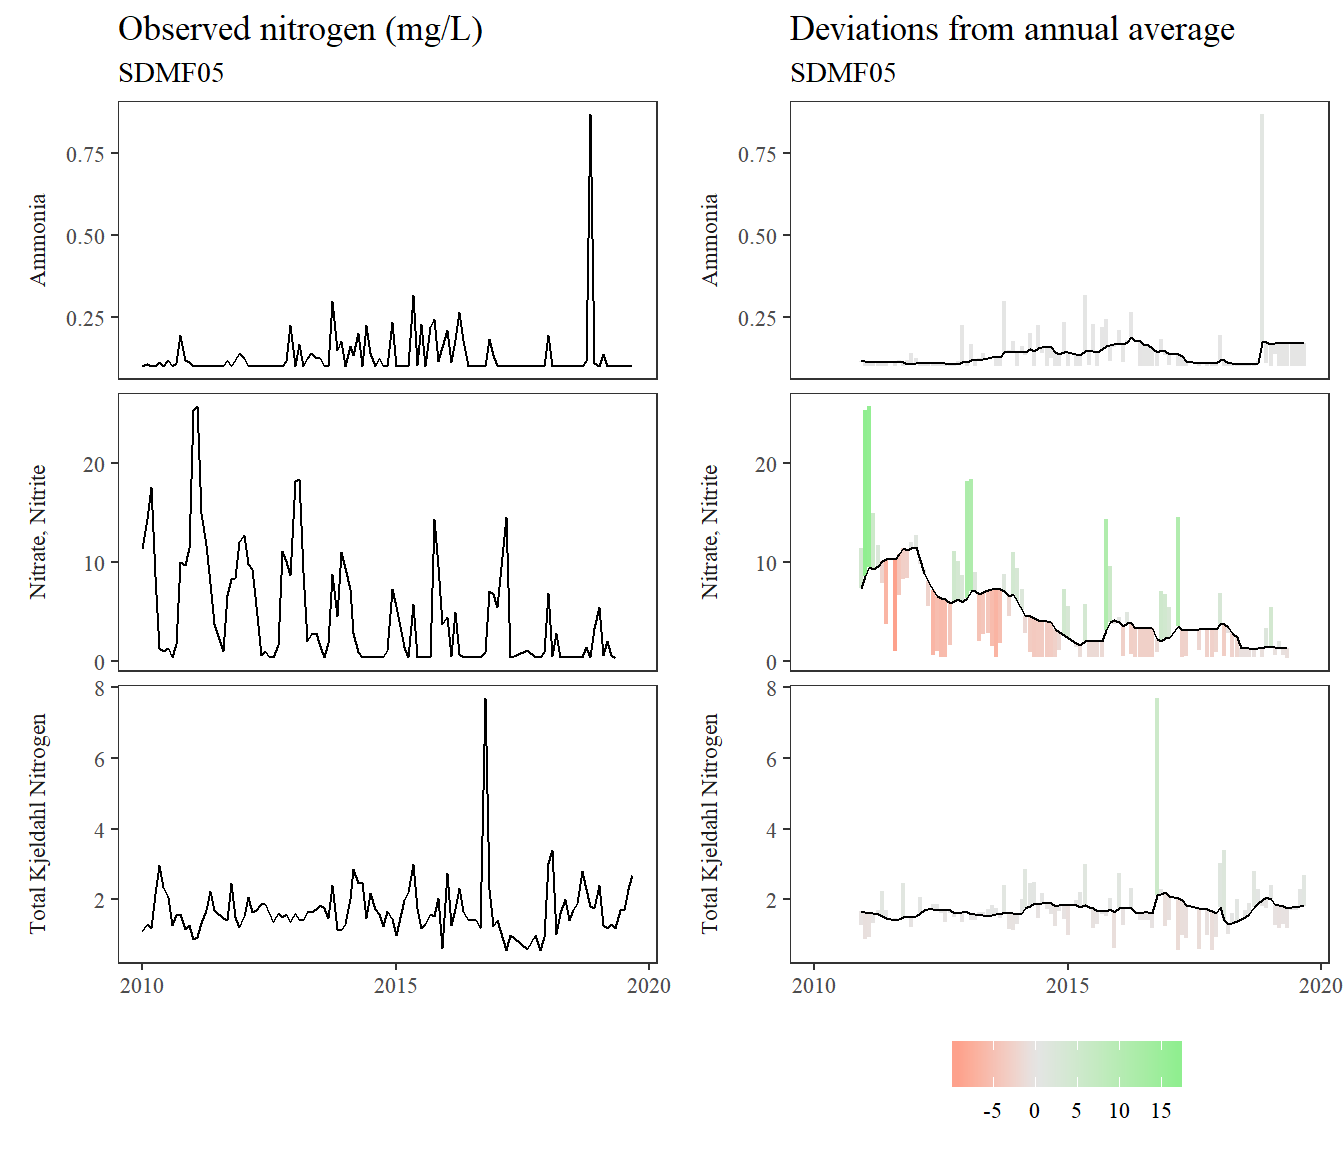 Observed nitrogen (mg/L)
SDMF05
Ammonia
0.75
0.50
0.25
Nitrate, Nitrite
20
10
0
Total Kjeldahl Nitrogen
8
6
4
2
2010 2015 2020
Deviations from annual average
SDMF05
Ammonia
0.75
0.50
0.25
Nitrate, Nitrite
20
10
0
Total Kjeldahl Nitrogen
8
6
4
2
2010 2015 2020
-5 0 5 10 15